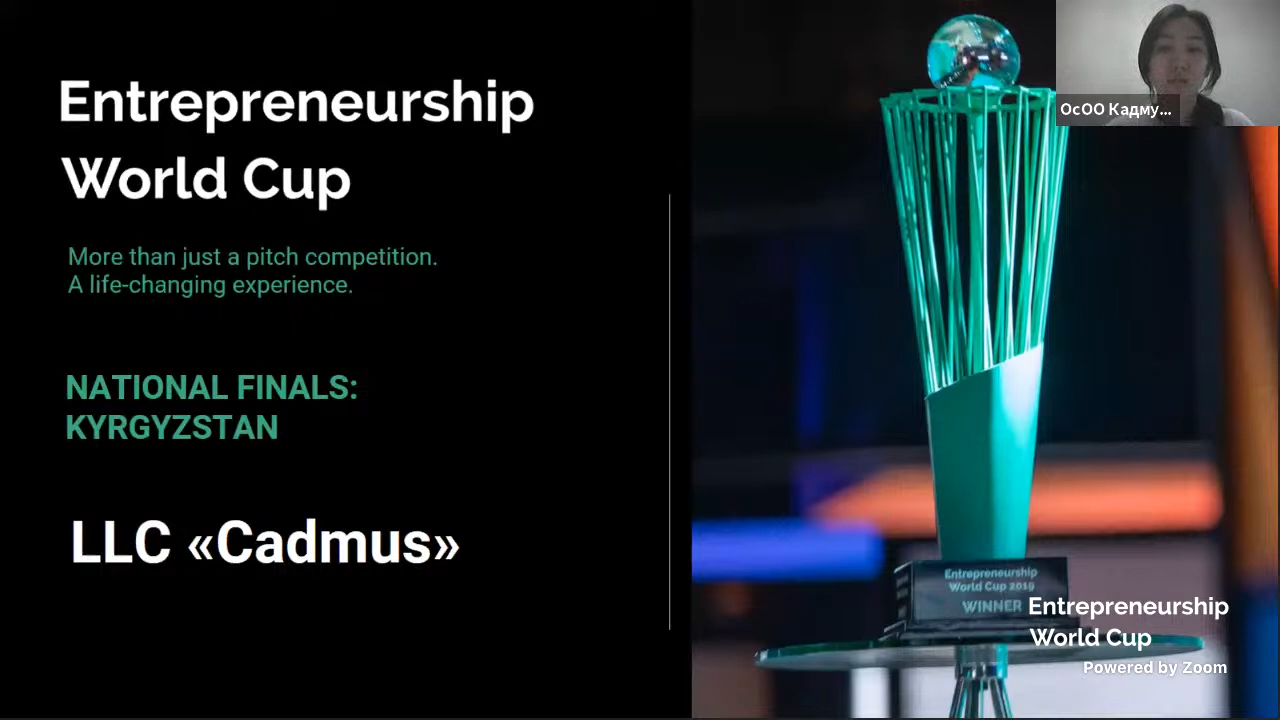 Entrepreneurship
World Cup
More than just a pitch competition.
A life-changing experience.
NATIONAL FINALS:
KYRGYZSTAN
LLC «Cadmus»
ОсОО Кадму...
Entrepreneurship
World Cup 2019
WINNER
Entrepreneurship
World Cup
Powered by Zoom